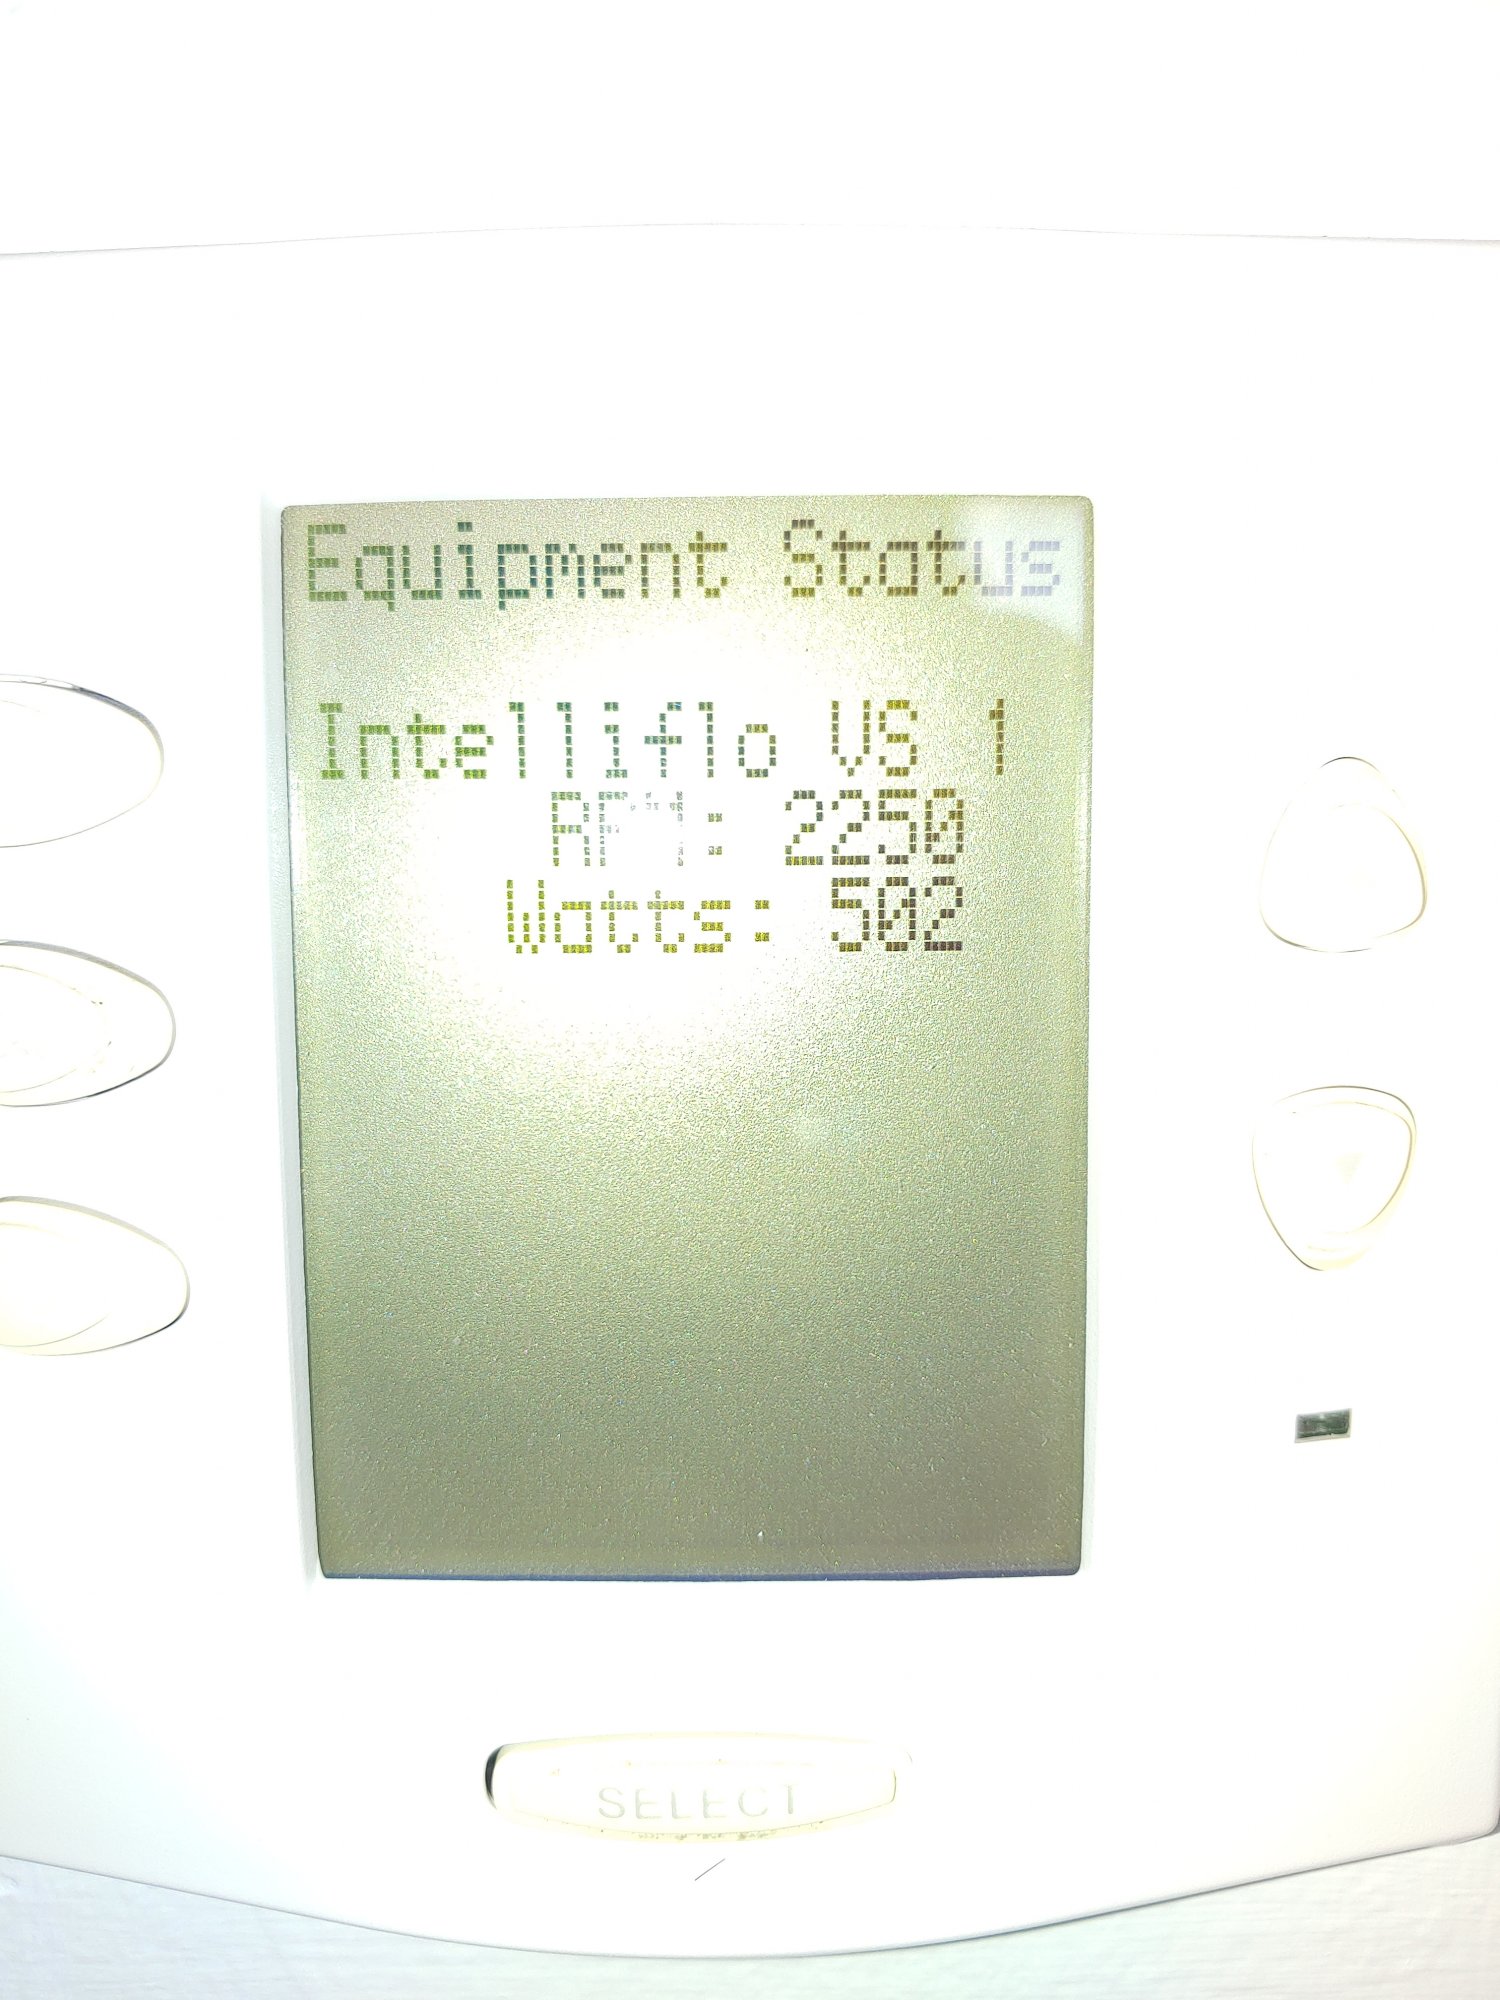 Equipment Status
Intelliflo VS 1
RPM: 2250
Watts: 502
SELECT